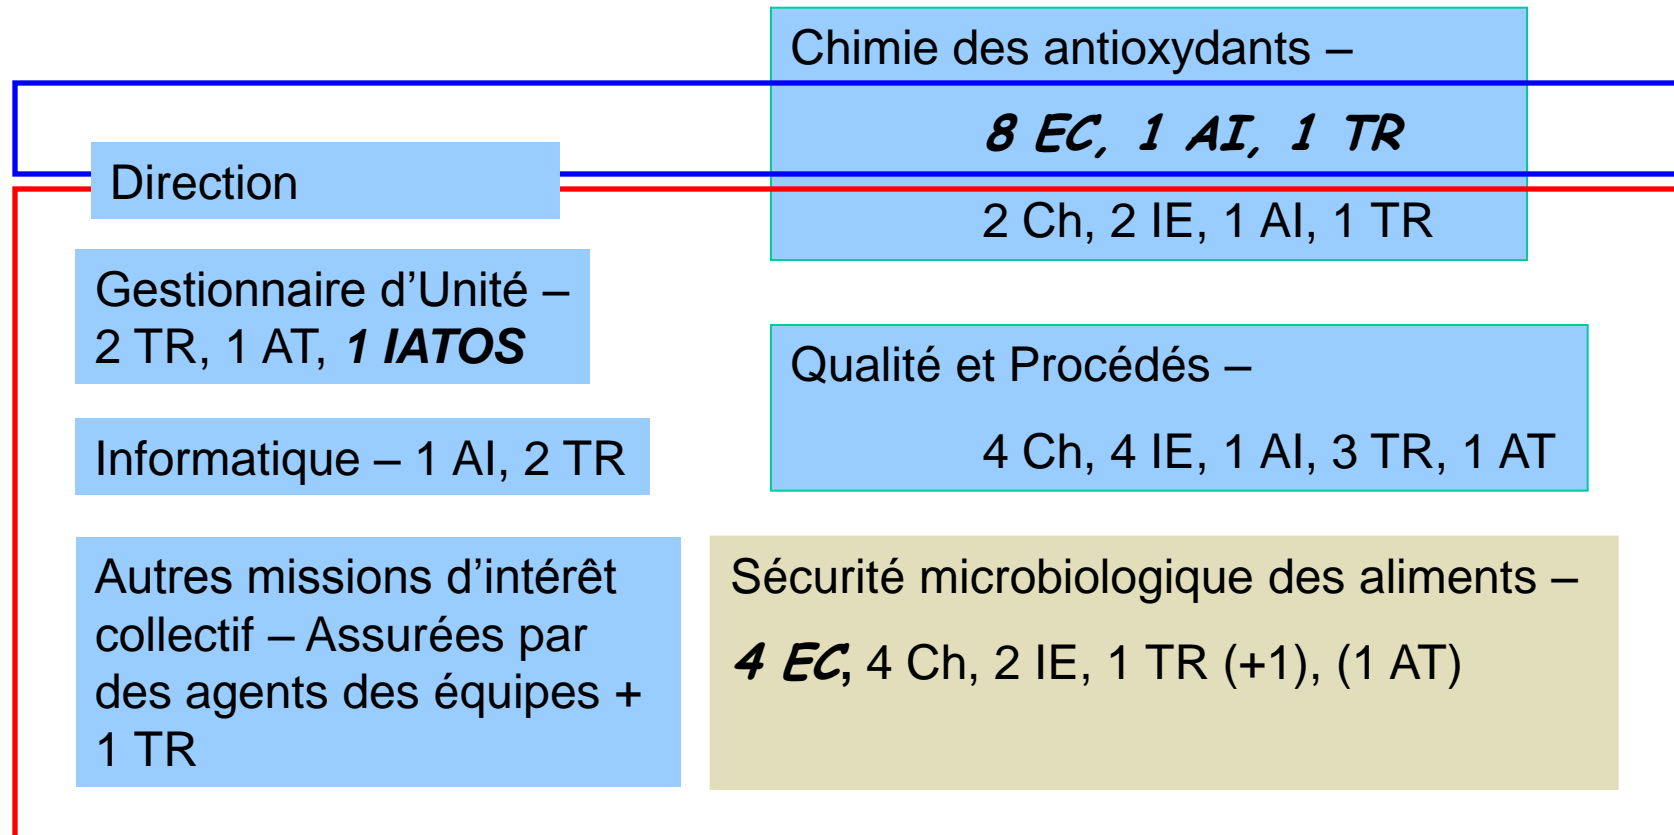 Chimie des antioxydants –
8 EC, 1 AI, 1 TR
2 Ch, 2 IE, 1 AI, 1 TR
Direction
Gestionnaire d’Unité –
2 TR, 1 AT, 1 IATOS
Qualité et Procédés –
4 Ch, 4 IE, 1 AI, 3 TR, 1 AT
Informatique – 1 AI, 2 TR
Autres missions d’intérêt
collectif – Assurées par
des agents des équipes +
1 TR
Sécurité microbiologique des aliments –
4 EC, 4 Ch, 2 IE, 1 TR (+1), (1 AT)